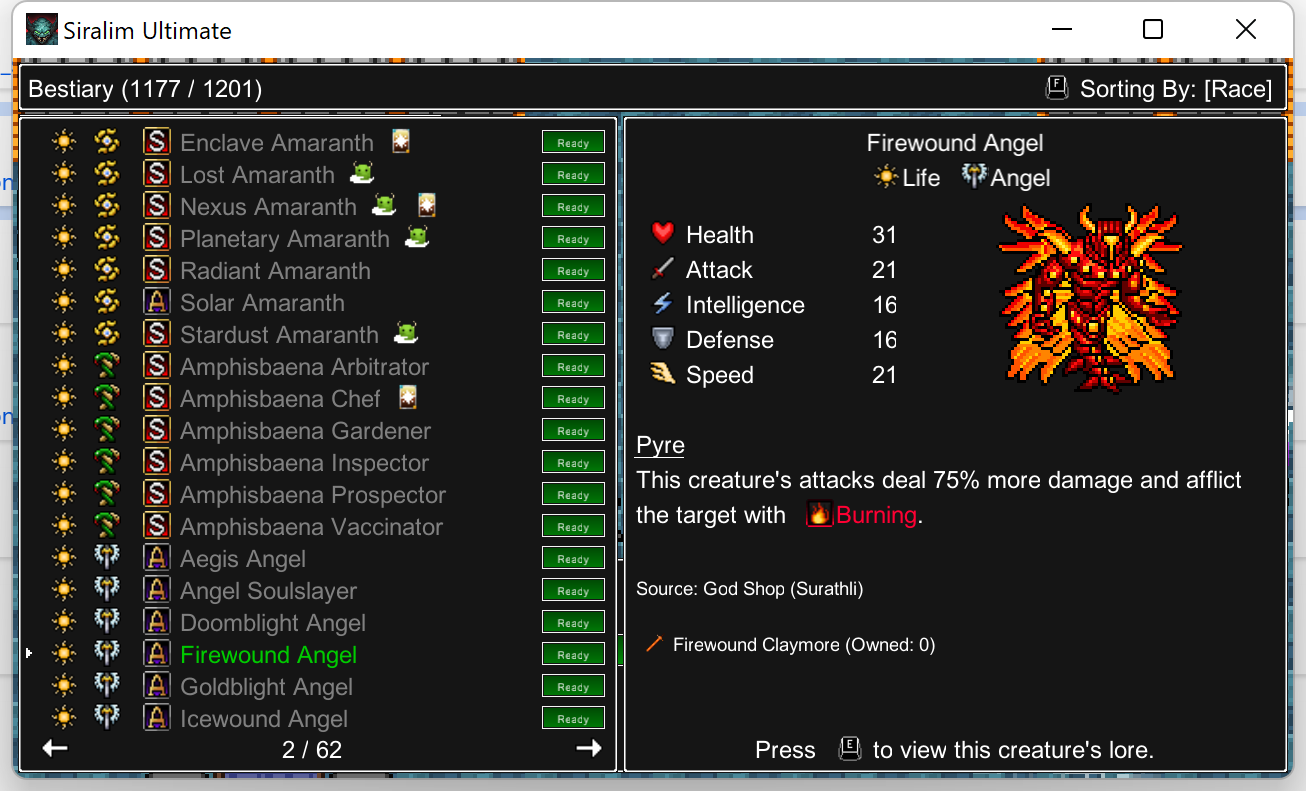 Siralim Ultimate
Bestiary (1177 / 1201)
F Sorting By: [Race]
S Enclave Amaranth Ready
S Lost Amaranth Ready
S Nexus Amaranth Ready
S Planetary Amaranth Ready
S Radiant Amaranth Ready
A Solar Amaranth Ready
S Stardust Amaranth Ready
S Amphisbaena Arbitrator Ready
S Amphisbaena Chef Ready
S Amphisbaena Gardener Ready
S Amphisbaena Inspector Ready
S Amphisbaena Prospector Ready
S Amphisbaena Vaccinator Ready
A Aegis Angel Ready
A Angel Soulslayer Ready
A Doomblight Angel Ready
A Firewound Angel Ready
A Goldblight Angel Ready
A Icewound Angel Ready
2 / 62
Firewound Angel
Life Angel
Health 31
Attack 21
Intelligence 16
Defense 16
Speed 21
Pyre
This creature's attacks deal 75% more damage and afflict
the target with Burning.
Source: God Shop (Surathli)
Firewound Claymore (Owned: 0)
Press E to view this creature's lore.